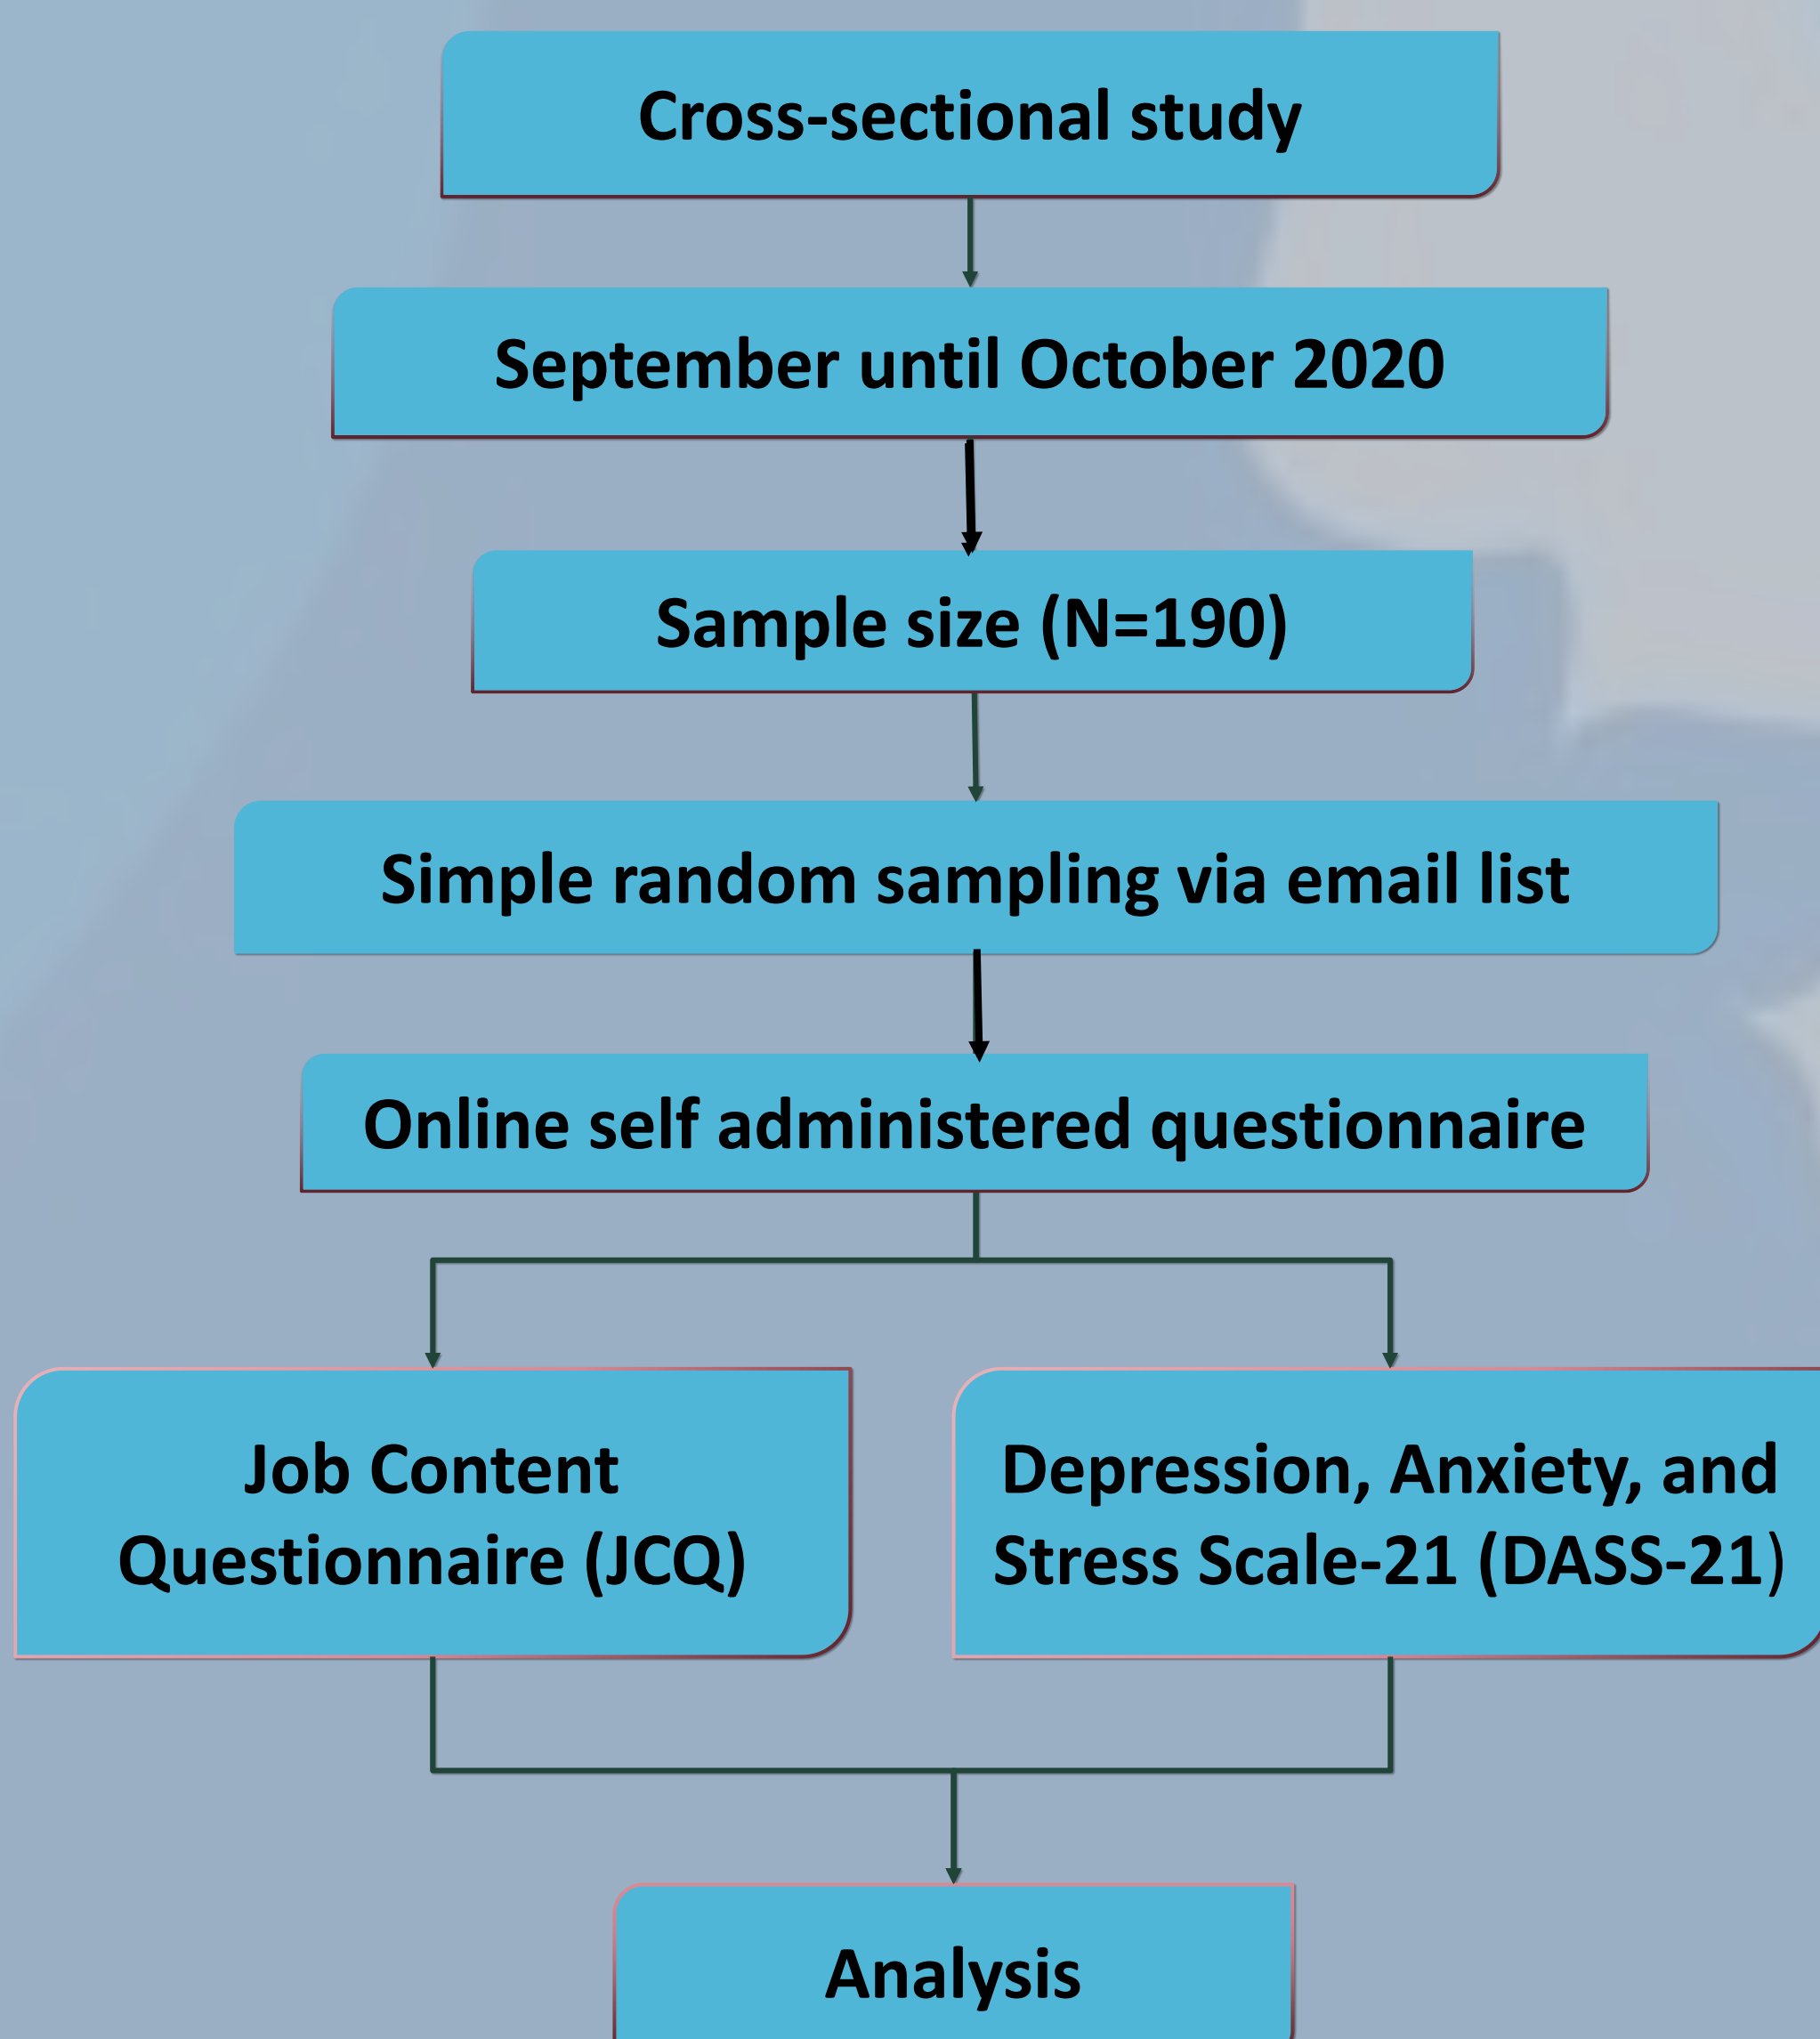 Cross-sectional study
September until October 2020
Sample size (N=190)
Simple random sampling via email list
Online self administered questionnaire
Job Content
Questionnaire (JCQ)
Depression, Anxiety, and
Stress Scale-21 (DASS-21)
Analysis